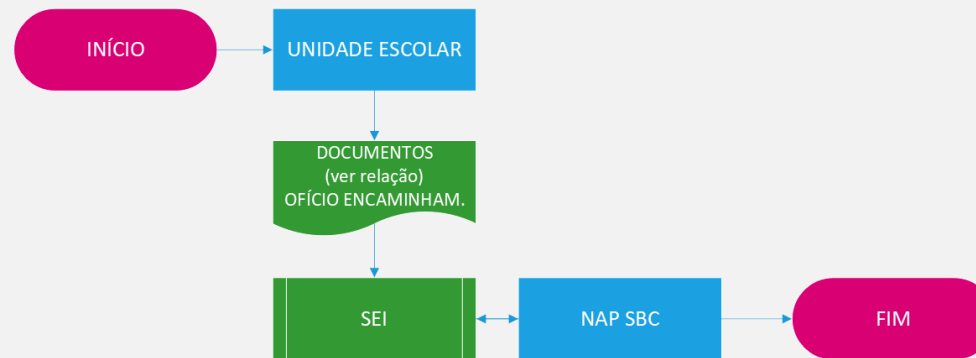 INÍCIO
UNIDADE ESCOLAR
DOCUMENTOS
(ver relação)
OFÍCIO ENCAMINHAM.
SEI
NAP SBC
FIM